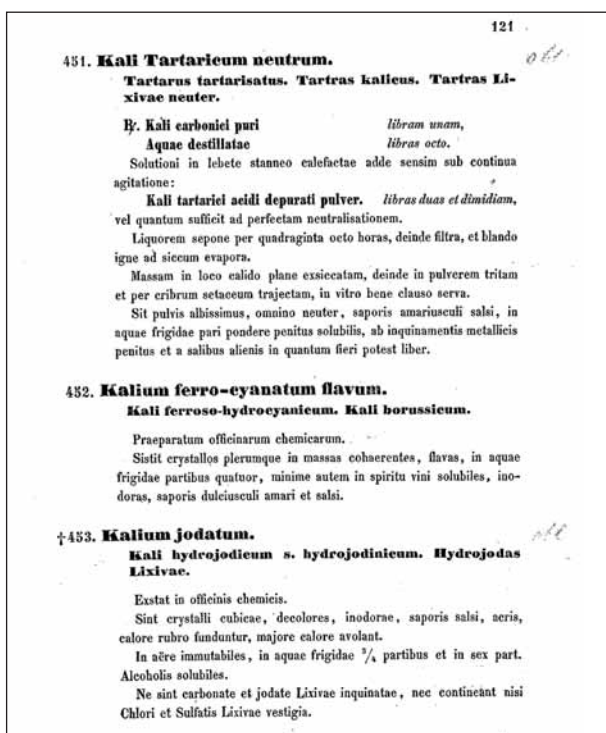 121
451. Kali Tartaricum neutrum.
Tartarus tartarisatus. Tartras kalicus. Tartras Li-
xivae neuter.
℞. Kali carbonici puri libram unam,
Aquae destillatae libras octo.
Solutioni in lebete stanneo calefactae adde sensim sub continua
agitatione:
Kali tartarici acidi depurati pulver. libras duas et dimidiam,
vel quantum sufficit ad perfectam neutralisationem.
Liquorem sepone per quadraginta octo horas, deinde filtra, et blando
igne ad siccum evapora.
Massam in loco calido plane exsiccatam, deinde in pulverem tritam
et per cribrum setaceum trajectam, in vitro bene clauso serva.
Sit pulvis albissimus, omnino neuter, saporis amariusculi salsi, in
aquae frigidae pari pondere penitus solubilis, ab inquinamentis metallicis
penitus et a salibus alienis in quantum fieri potest liber.
452. Kalium ferro-cyanatum flavum.
Kali ferroso-hydrocyanicum. Kali borussicum.
Praeparatum officinarum chemicarum.
Sistit crystallos plerumque in massas cohaerentes, flavas, in aquae
frigidae partibus quatuor, minime autem in spiritu vini solubiles, ino-
doras, saporis dulciusculi amari et salsi.
†453. Kalium jodatum.
Kali hydrojodicum s. hydrojodinicum. Hydrojodas
Lixivae.
Exstat in officinis chemicis.
Sint crystalli cubicae, decolores, inodorae, saporis salsi, acris,
calore rubro funduntur, majore calore avolant.
In aëre immutabiles, in aquae frigidae ¾ partibus et in sex part.
Alcoholis solubiles.
Ne sint carbonate et jodate Lixivae inquinatae, nec contineant nisi
Chlori et Sulfatis Lixivae vestigia.